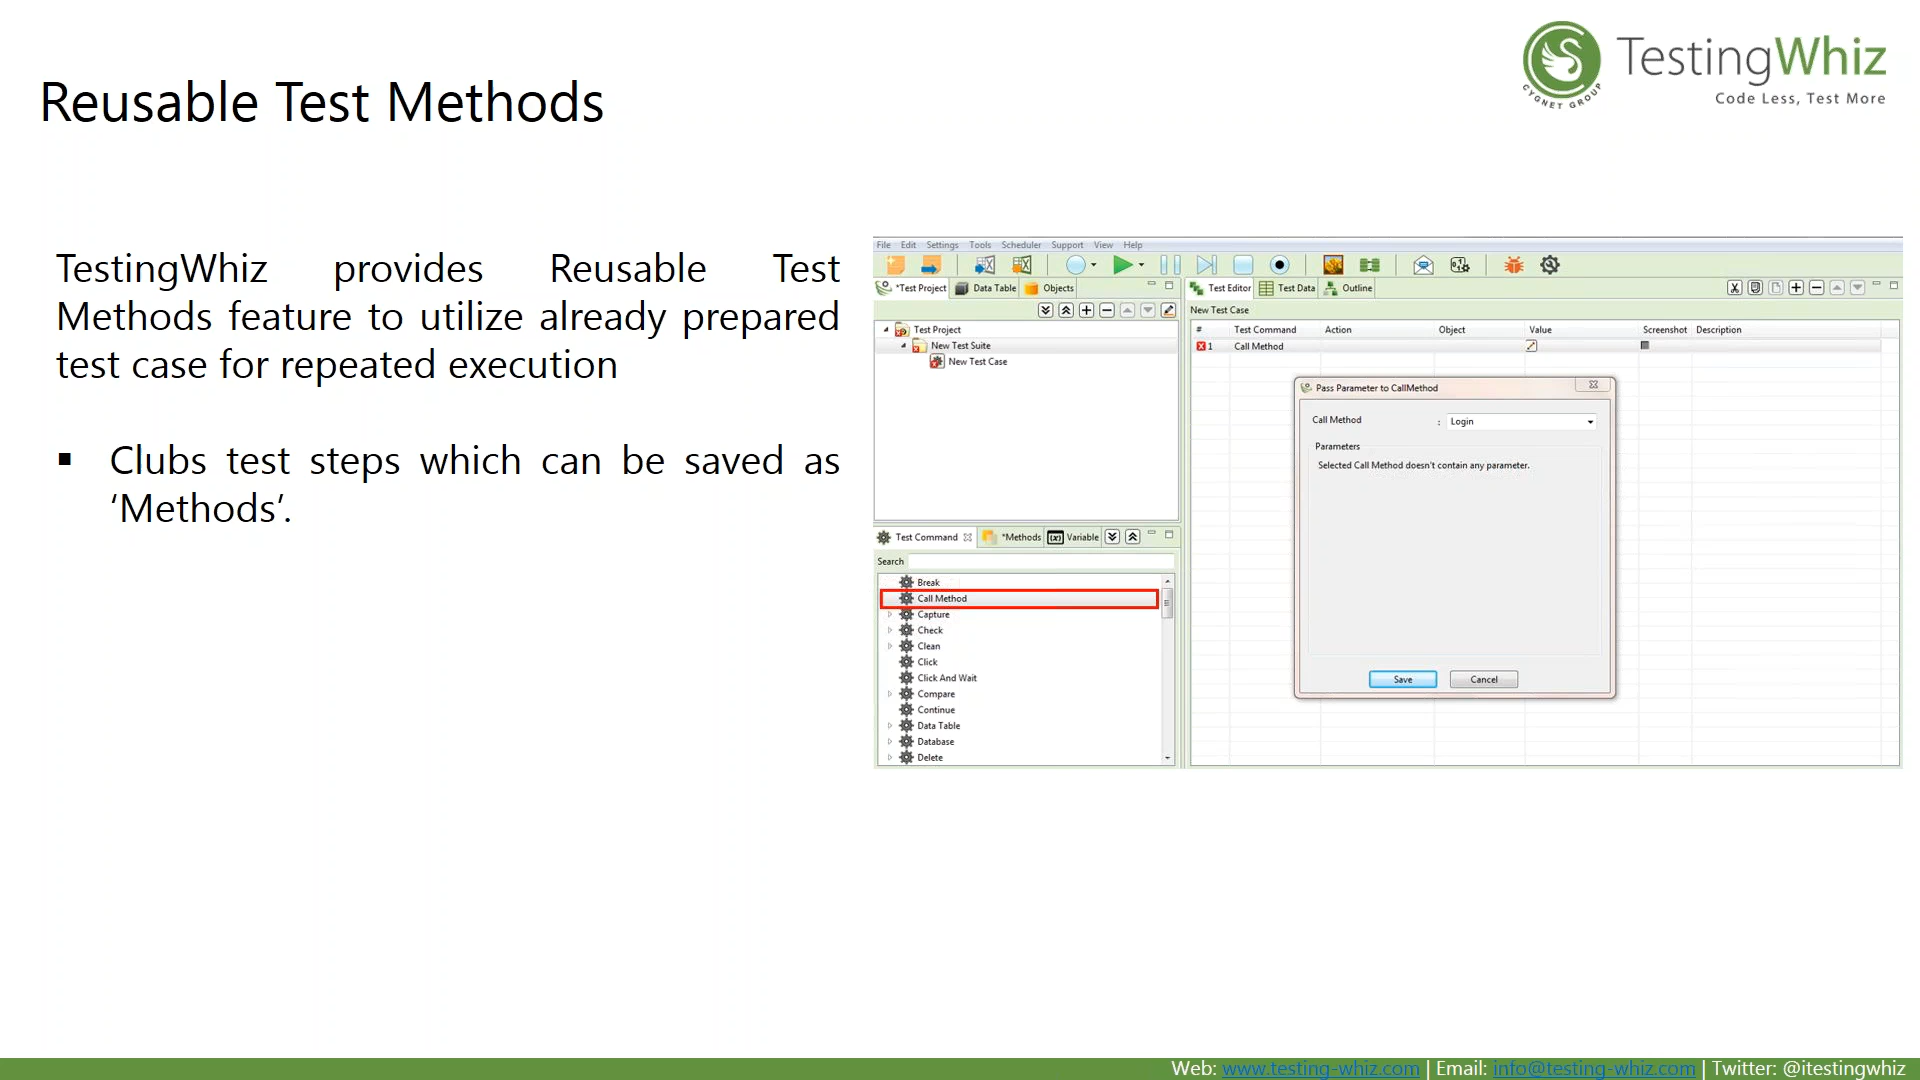 CYGNET GROUP
TestingWhiz
Code Less, Test More
Reusable Test Methods
TestingWhiz provides Reusable Test
Methods feature to utilize already prepared
test case for repeated execution
▪ Clubs test steps which can be saved as
‘Methods’.
File Edit Settings Tools Scheduler Support View Help
*Test Project Data Table Objects
Test Project
New Test Suite
New Test Case
Test Command *Methods Variable
Search
Break
Call Method
Capture
Check
Clean
Click
Click And Wait
Compare
Continue
Data Table
Database
Delete
Test Editor Test Data Outline
New Test Case
# Test Command Action Object Value Screenshot Description
1 Call Method
Pass Parameter to CallMethod
Call Method : Login
Parameters
Selected Call Method doesn't contain any parameter.
Save Cancel
Web: www.testing-whiz.com | Email: info@testing-whiz.com | Twitter: @itestingwhiz